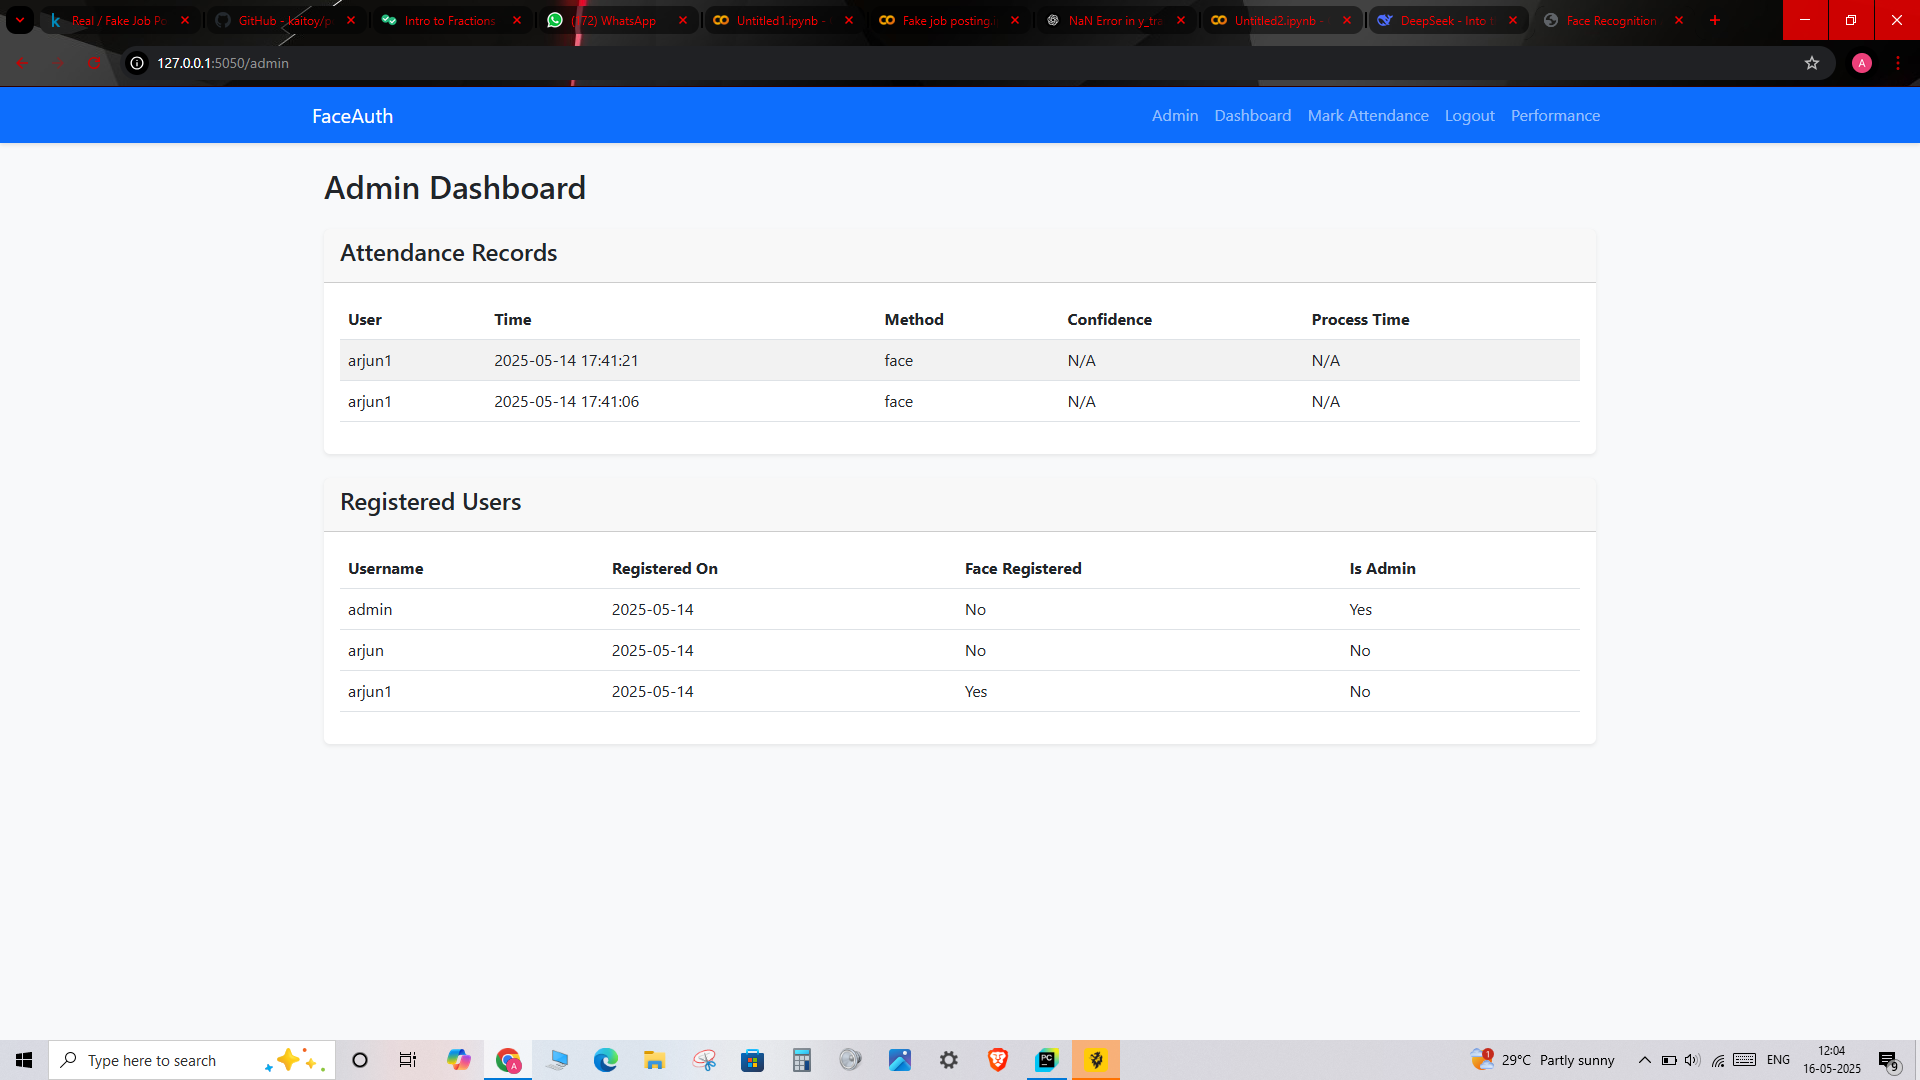 Real / Fake Job Po
GitHub - kaitoy/p
Intro to Fractions
WhatsApp
Untitled1.ipynb -
Fake job posting.i
NaN Error in y_tra
Untitled2.ipynb -
DeepSeek - Into t
Face Recognition
127.0.0.1:5050/admin
A
FaceAuth
Admin Dashboard Mark Attendance Logout Performance
Admin Dashboard
Attendance Records
User Time Method Confidence Process Time
arjun1 2025-05-14 17:41:21 face N/A N/A
arjun1 2025-05-14 17:41:06 face N/A N/A
Registered Users
Username Registered On Face Registered Is Admin
admin 2025-05-14 No Yes
arjun 2025-05-14 No No
arjun1 2025-05-14 Yes No
Type here to search
A
PC
1
29°C Partly sunny
ENG
12:04
16-05-2025
9